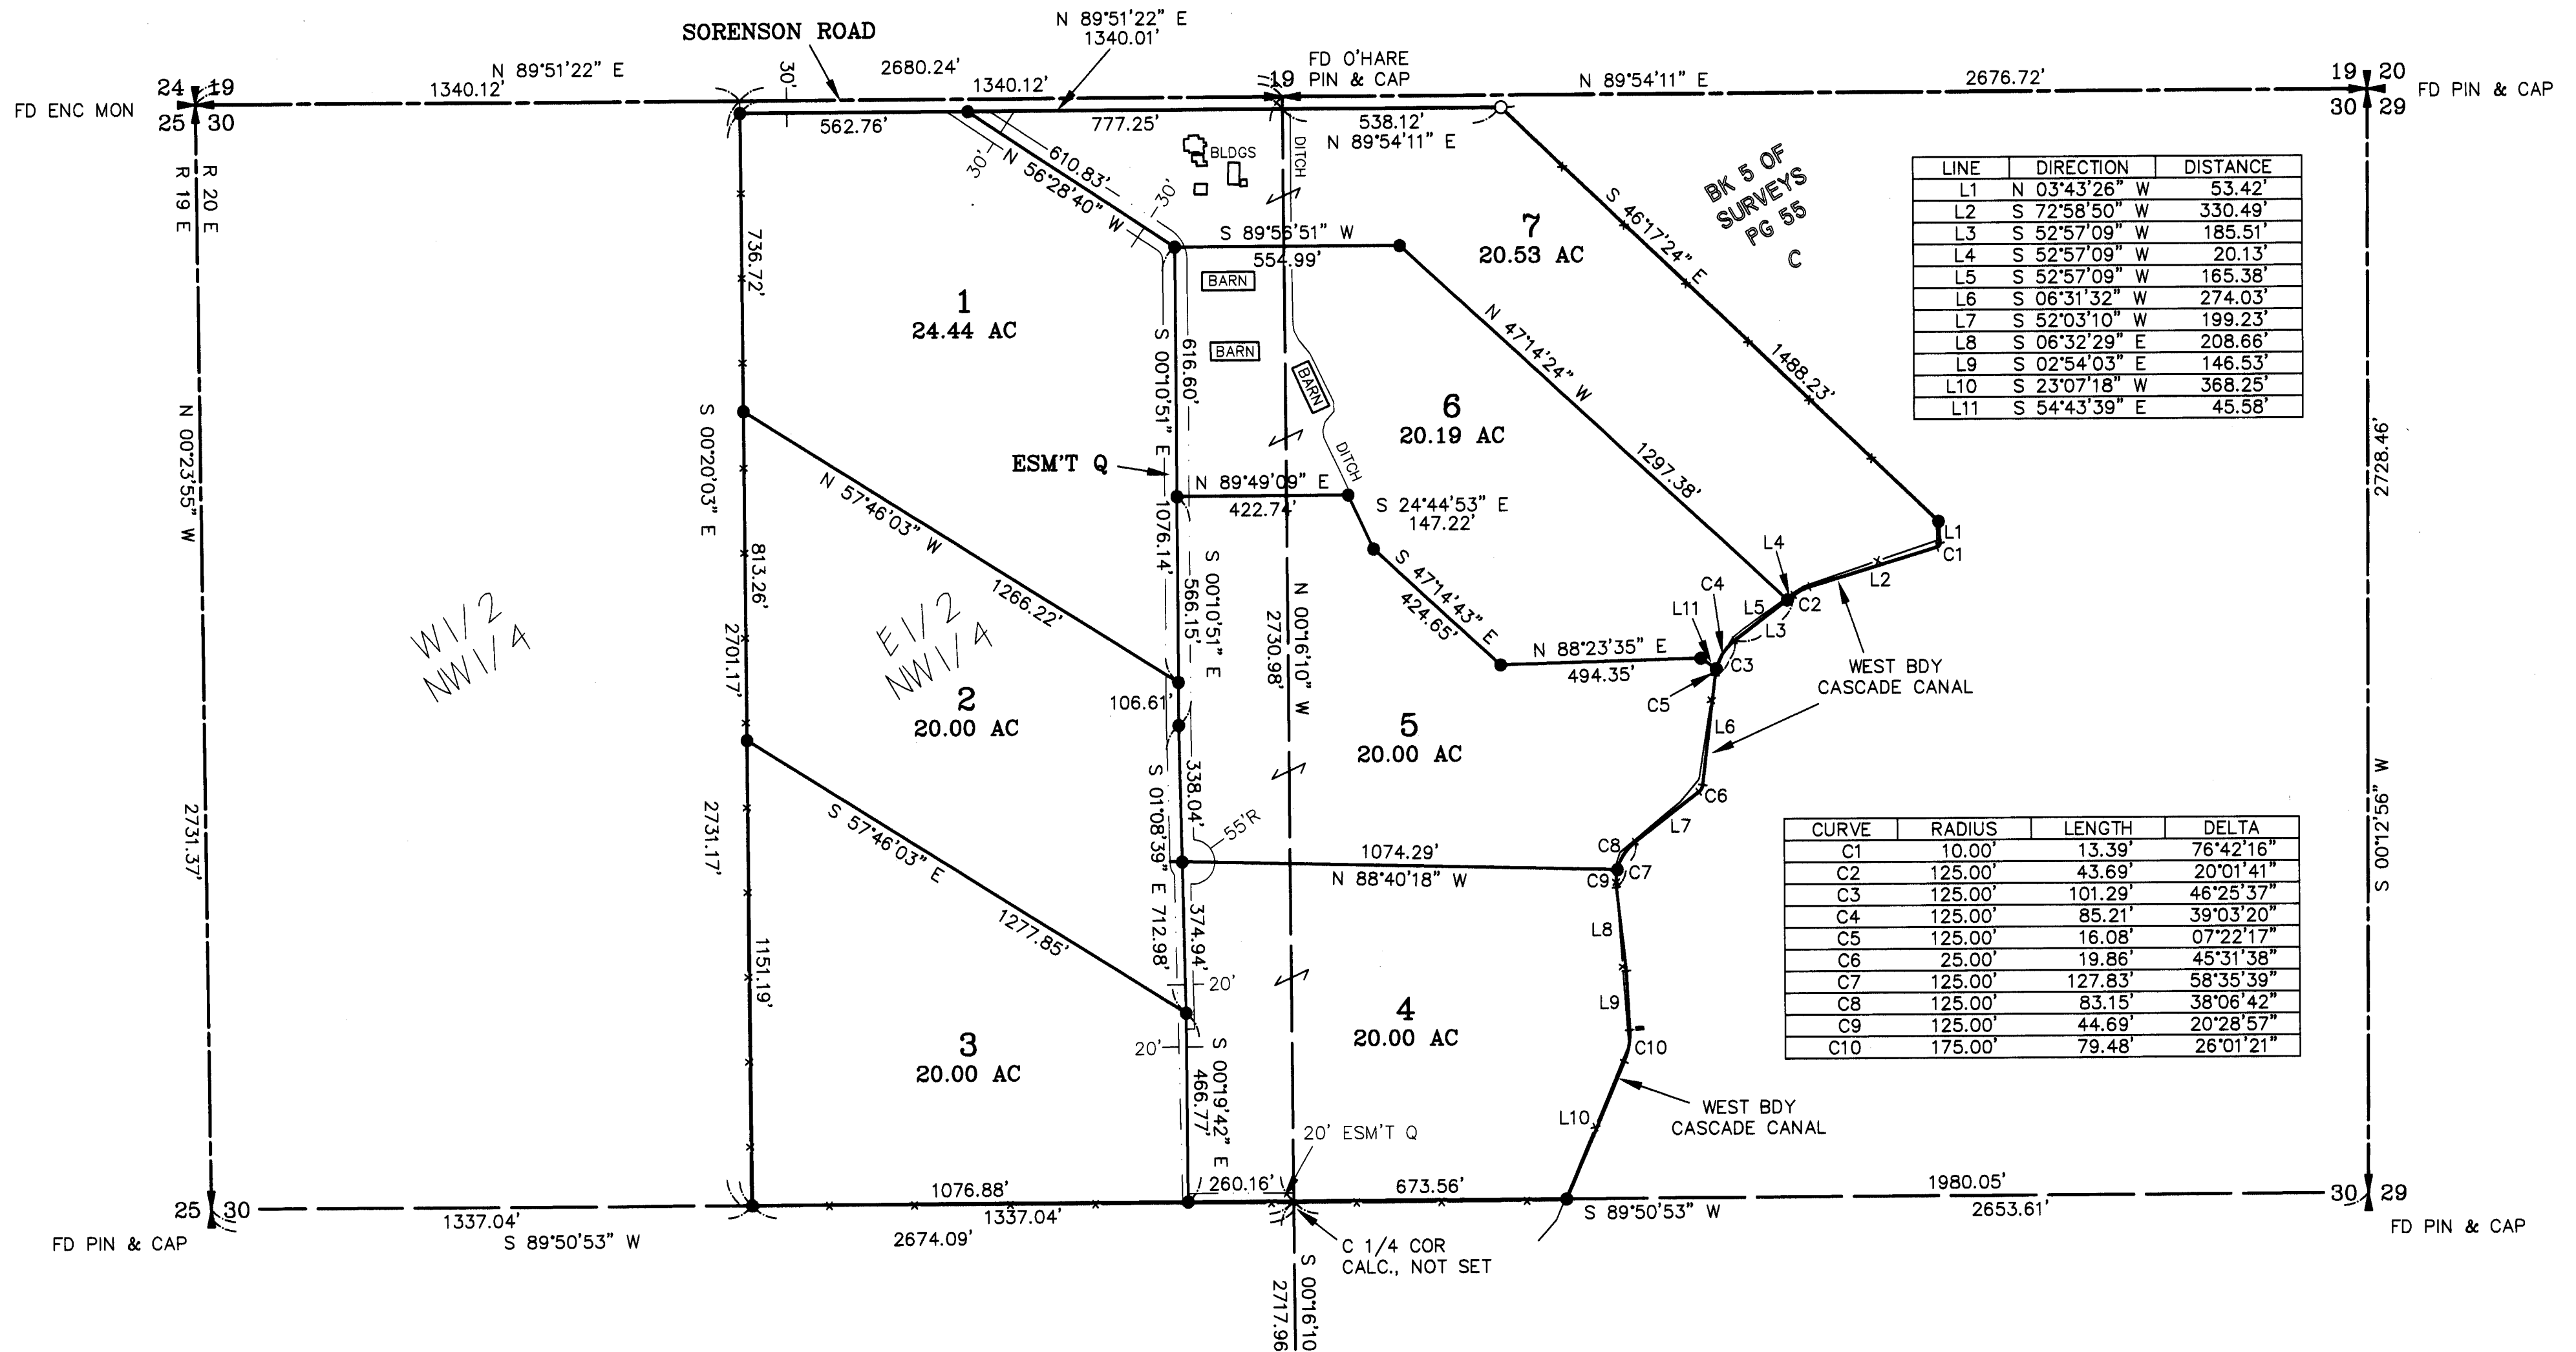 SORENSON ROAD
N 89°51'22" E
1340.01'
N 89°51'22" E
1340.12'
2680.24'
1340.12'
30'
24 19
25 30
FD ENC MON
19
FD O'HARE
PIN & CAP
N 89°54'11" E
2676.72'
19 20
30 29
FD PIN & CAP
562.76'
777.25'
538.12'
N 89°54'11" E
R 20 E
R 19 E
30'
610.83'
N 56°28'40" W
30'
BLDGS
DITCH
S 89°56'51" W
554.99'
7
20.53 AC
S 46°17'24" E
1488.23'
BK 5 OF
SURVEYS
PG 55
C
LINE DIRECTION DISTANCE
L1 N 03°43'26" W 53.42'
L2 S 72°58'50" W 330.49'
L3 S 52°57'09" W 185.51'
L4 S 52°57'09" W 20.13'
L5 S 52°57'09" W 165.38'
L6 S 06°31'32" W 274.03'
L7 S 52°03'10" W 199.23'
L8 S 06°32'29" E 208.66'
L9 S 02°54'03" E 146.53'
L10 S 23°07'18" W 368.25'
L11 S 54°43'39" E 45.58'
736.72'
1
24.44 AC
S 00°10'51" E
616.60'
BARN
BARN
BARN
N 47°14'24" W
1297.38'
6
20.19 AC
DITCH
ESM'T Q
N 00°23'55" W
2731.37'
S 00°20'03" E
2731.17'
N 57°46'03" W
1266.22'
1076.14'
N 89°49'09" E
422.74'
S 24°44'53" E
147.22'
S 47°14'43" E
424.65'
813.26'
2701.17'
566.15'
S 00°10'51" E
N 00°16'10" W
2730.98'
W1/2
NW1/4
E1/2
NW1/4
2
20.00 AC
106.61'
N 88°23'35" E
494.35'
L4
L1
C1
L2
C2
C4
L11
L5
L3
C3
C5
L6
WEST BDY
CASCADE CANAL
2728.46'
S 00°12'56" W
5
20.00 AC
338.04'
S 01°08'39" E
712.98'
55'R
C6
L7
C8
C7
C9
1074.29'
N 88°40'18" W
S 57°46'03" E
1277.85'
374.94'
20'
L8
L9
C10
L10
CURVE RADIUS LENGTH DELTA
C1 10.00' 13.39' 76°42'16"
C2 125.00' 43.69' 20°01'41"
C3 125.00' 101.29' 46°25'37"
C4 125.00' 85.21' 39°03'20"
C5 125.00' 16.08' 07°22'17"
C6 25.00' 19.86' 45°31'38"
C7 125.00' 127.83' 58°35'39"
C8 125.00' 83.15' 38°06'42"
C9 125.00' 44.69' 20°28'57"
C10 175.00' 79.48' 26°01'21"
1151.19'
3
20.00 AC
20'
S 00°19'42" E
466.77'
4
20.00 AC
WEST BDY
CASCADE CANAL
20' ESM'T Q
25 30
FD PIN & CAP
1337.04'
S 89°50'53" W
1076.88'
1337.04'
2674.09'
260.16'
673.56'
S 89°50'53" W
1980.05'
2653.61'
30 29
FD PIN & CAP
C 1/4 COR
CALC., NOT SET
S 00°16'10
2717.96